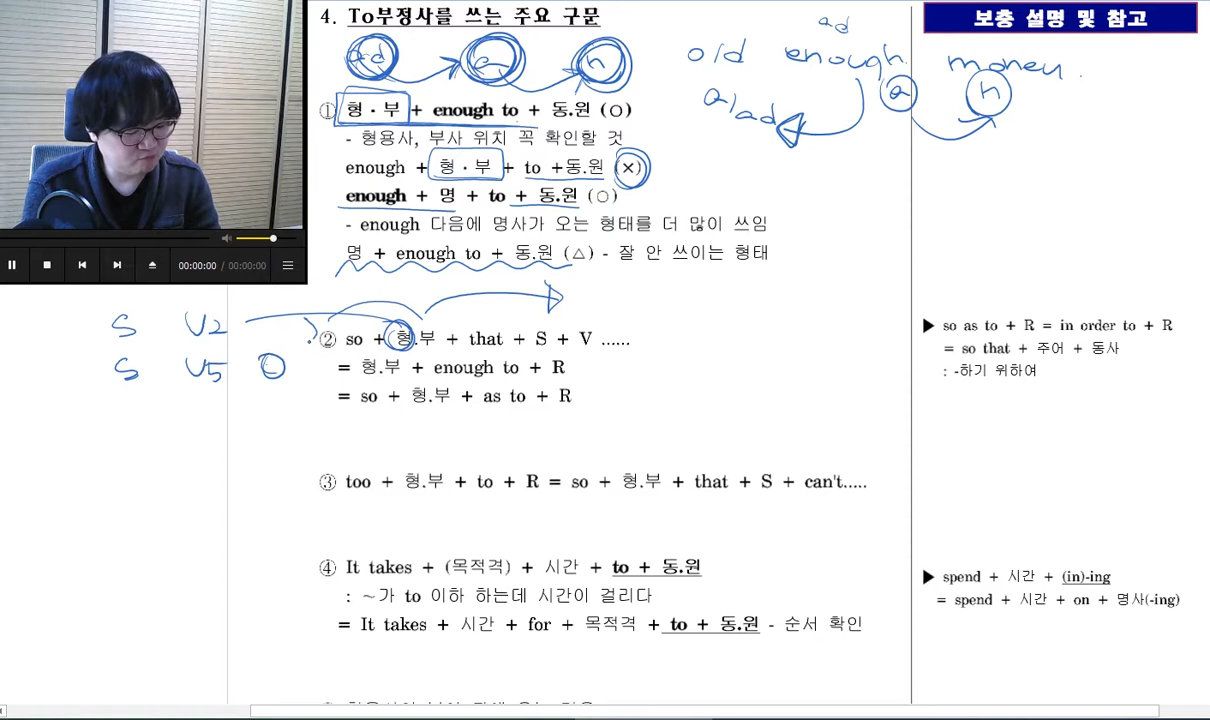 4. To부정사를 쓰는 주요 구문
보충 설명 및 참고
ad a n
ad
old enough money.
a/ad a n
① 형·부 + enough to + 동.원 (○)
- 형용사, 부사 위치 꼭 확인할 것
enough + 형·부 + to +동.원 (×)
enough + 명 + to + 동.원 (○)
- enough 다음에 명사가 오는 형태를 더 많이 쓰임
명 + enough to + 동.원 (△) - 잘 안 쓰이는 형태
00:00:00 / 00:00:00
S V2
S V5 O
② so + 형.부 + that + S + V ......
= 형.부 + enough to + R
= so + 형.부 + as to + R
▶ so as to + R = in order to + R
= so that + 주어 + 동사
: -하기 위하여
③ too + 형.부 + to + R = so + 형.부 + that + S + can't.....
④ It takes + (목적격) + 시간 + to + 동.원
: ~가 to 이하 하는데 시간이 걸리다
= It takes + 시간 + for + 목적격 + to + 동.원 - 순서 확인
▶ spend + 시간 + (in)-ing
= spend + 시간 + on + 명사(-ing)